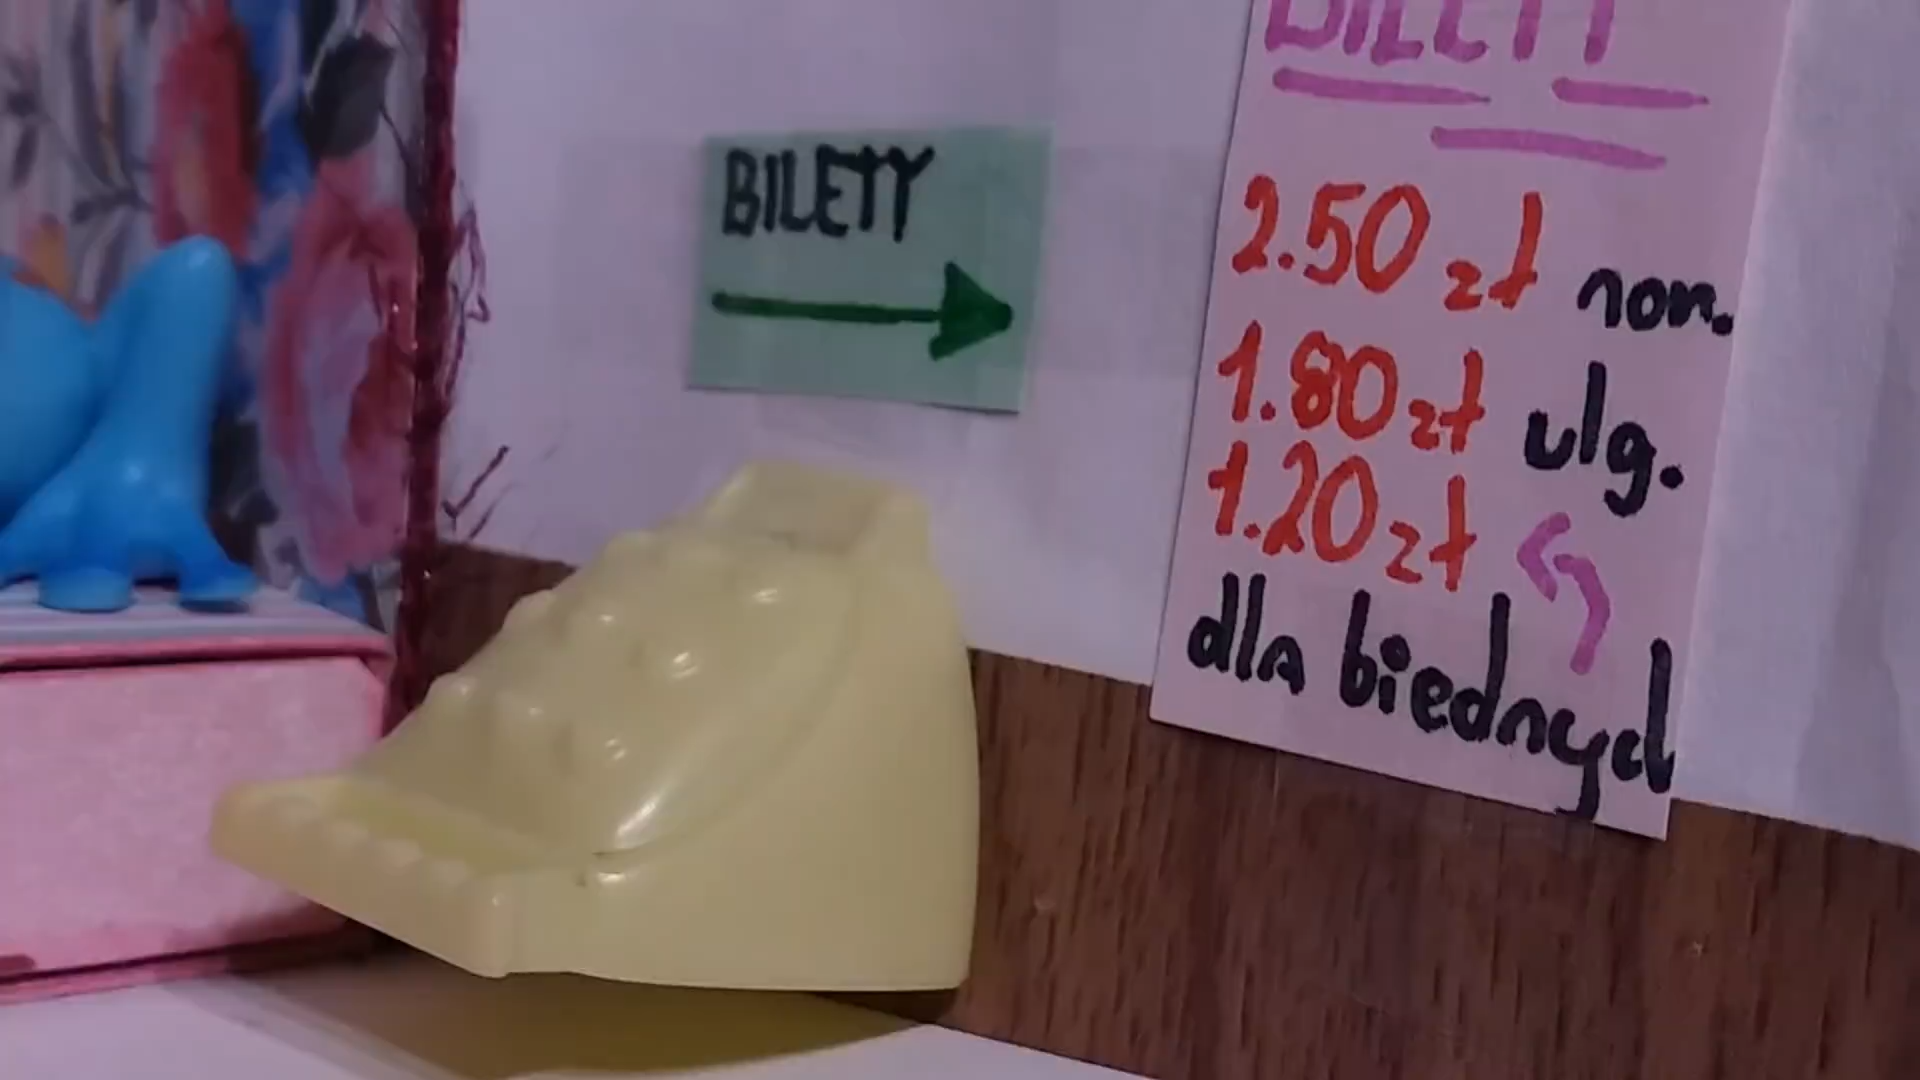 BILETY
BILETY
2.50 zł nor.
1.80 zł ulg.
1.20 zł
dla biednych